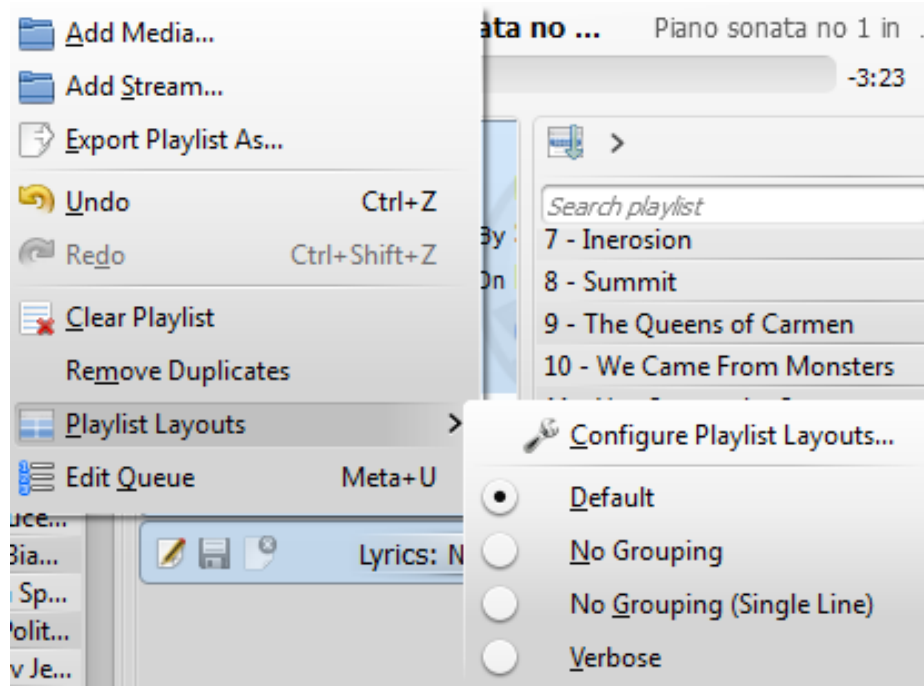 Add Media...
Add Stream...
Export Playlist As...
Undo Ctrl+Z
Redo Ctrl+Shift+Z
Clear Playlist
Remove Duplicates
Playlist Layouts
Edit Queue Meta+U
no ... Piano sonata no 1 in
-3:23
Search playlist
By
7 - Inerosion
8 - Summit
9 - The Queens of Carmen
10 - We Came From Monsters
Configure Playlist Layouts...
Default
No Grouping
No Grouping (Single Line)
Verbose
Lyrics: N
Sp...